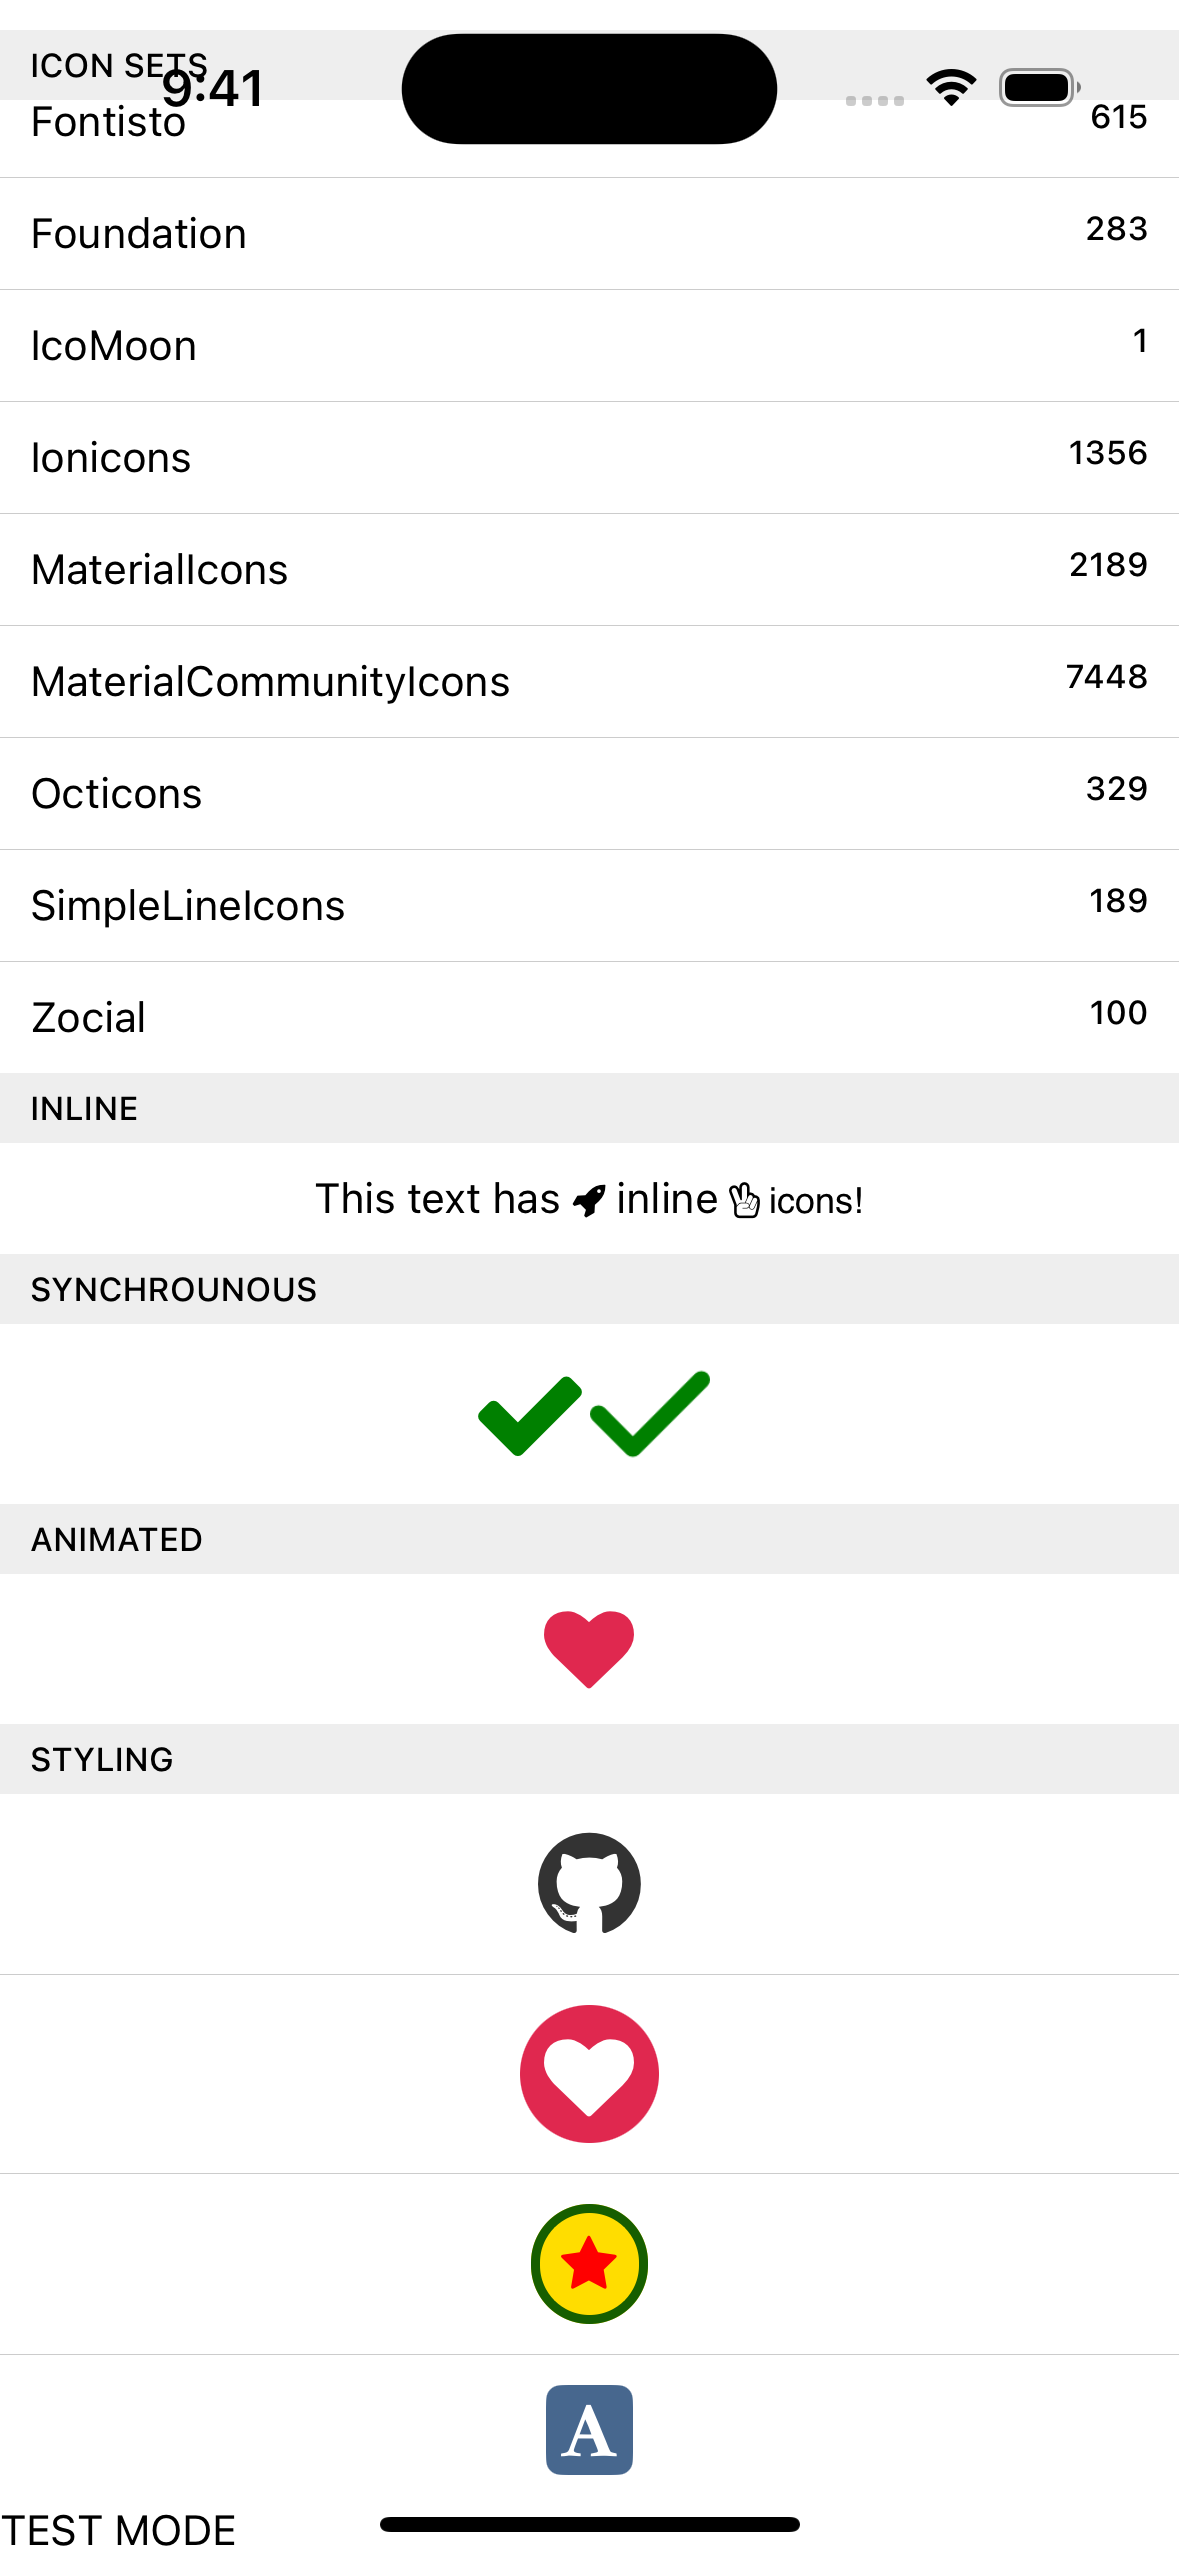 ICON SETS
9:41
Fontisto 615
Foundation 283
IcoMoon 1
Ionicons 1356
MaterialIcons 2189
MaterialCommunityIcons 7448
Octicons 329
SimpleLineIcons 189
Zocial 100
INLINE
This text has inline icons!
SYNCHROUNOUS
ANIMATED
STYLING
A
TEST MODE